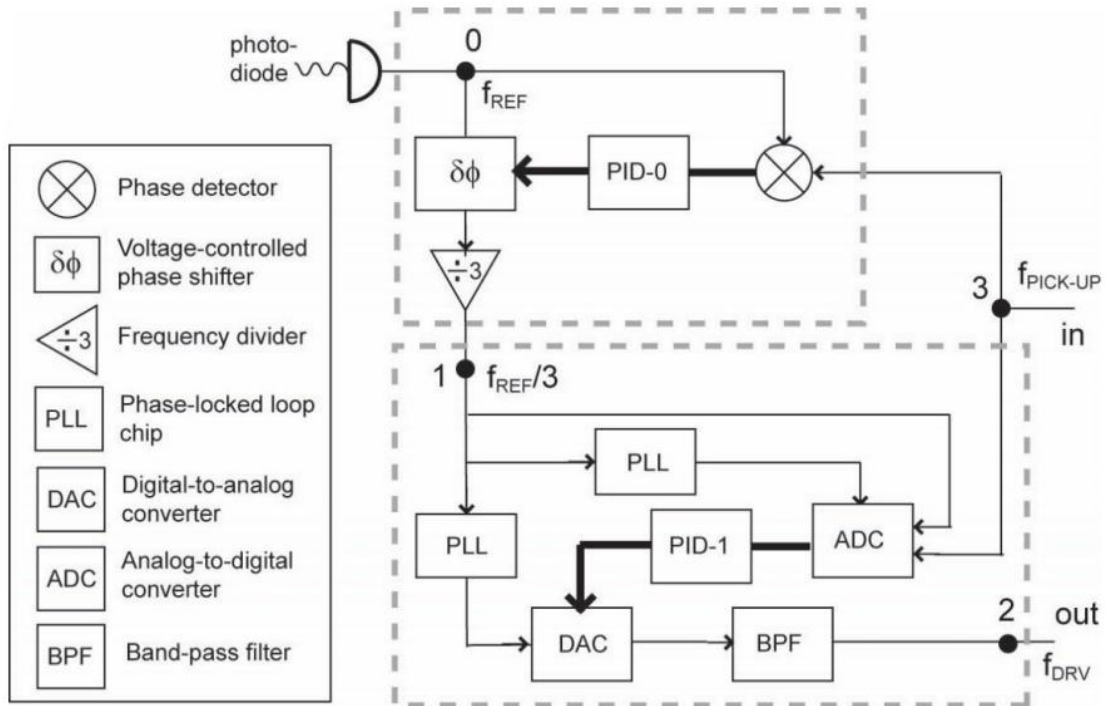 photo-
diode
0
f_REF
δϕ
PID-0
÷3
3
f_PICK-UP
in
Phase detector
δϕ
Voltage-controlled
phase shifter
÷3
Frequency divider
PLL
Phase-locked loop
chip
DAC
Digital-to-analog
converter
ADC
Analog-to-digital
converter
BPF
Band-pass filter
1
f_REF/3
PLL
PLL
PID-1
ADC
DAC
BPF
2
out
f_DRV